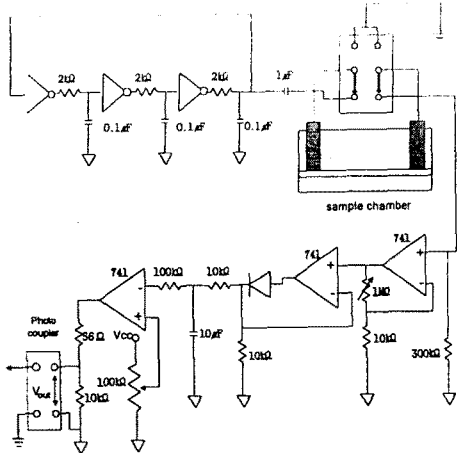 2kΩ 2kΩ 2kΩ 1㎌
0.1㎌ 0.1㎌ 0.1㎌
sample chamber
741 741 741
100kΩ 10kΩ
1MΩ
Photo
coupler
36Ω
Vcc
10㎌
10kΩ
10kΩ
300kΩ
100kΩ
Vout
10kΩ